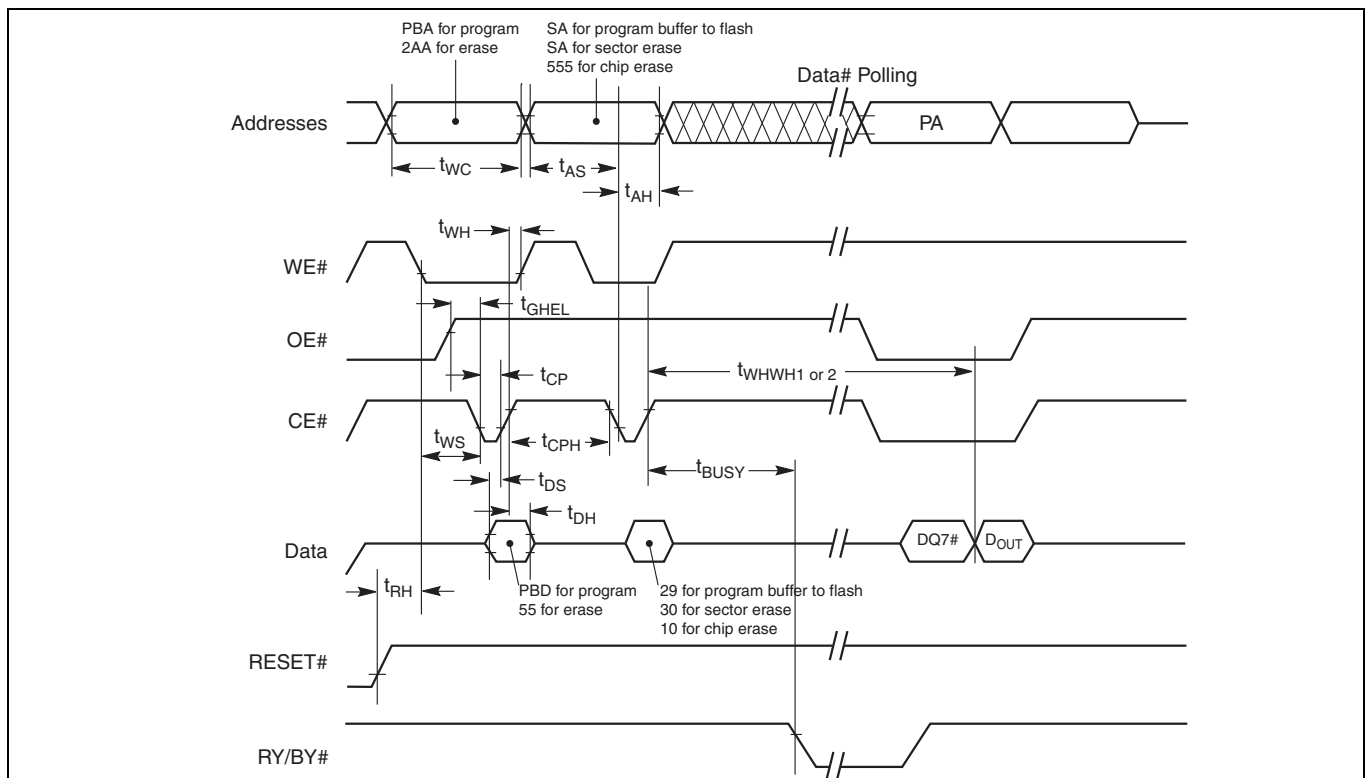 PBA for program
2AA for erase
SA for program buffer to flash
SA for sector erase
555 for chip erase
Data# Polling
Addresses
PA
tWC
tAS
tAH
tWH
WE#
tGHEL
OE#
tWHWH1 or 2
tCP
CE#
tWS
tCPH
tBUSY
tDS
tDH
Data
DQ7#
DOUT
tRH
PBD for program
55 for erase
29 for program buffer to flash
30 for sector erase
10 for chip erase
RESET#
RY/BY#